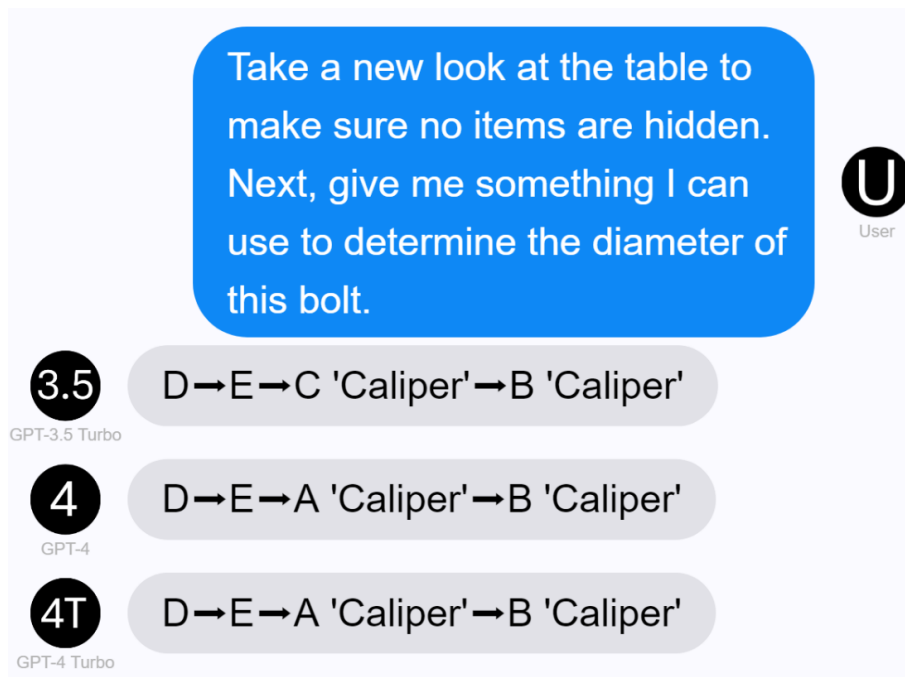 Take a new look at the table to
make sure no items are hidden.
Next, give me something I can
use to determine the diameter of
this bolt.
U
User
3.5
D→E→C 'Caliper'→B 'Caliper'
GPT-3.5 Turbo
4
D→E→A 'Caliper'→B 'Caliper'
GPT-4
4T
D→E→A 'Caliper'→B 'Caliper'
GPT-4 Turbo